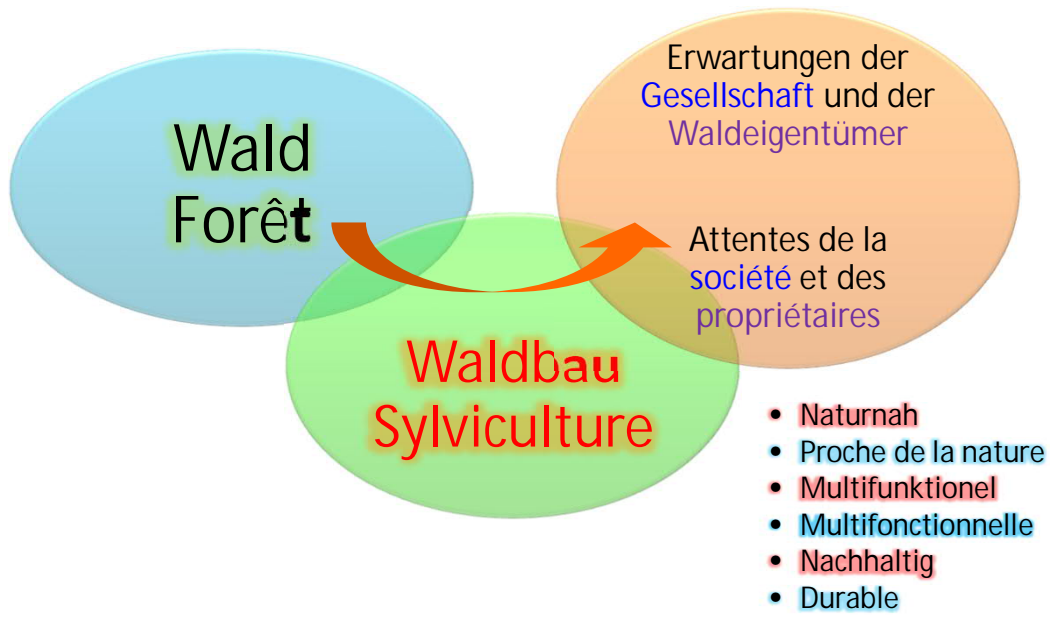 Wald
Forêt
Erwartungen der
Gesellschaft und der
Waldeigentümer
Attentes de la
société et des
propriétaires
Waldbau
Sylviculture
• Naturnah
• Proche de la nature
• Multifunktionel
• Multifonctionnelle
• Nachhaltig
• Durable